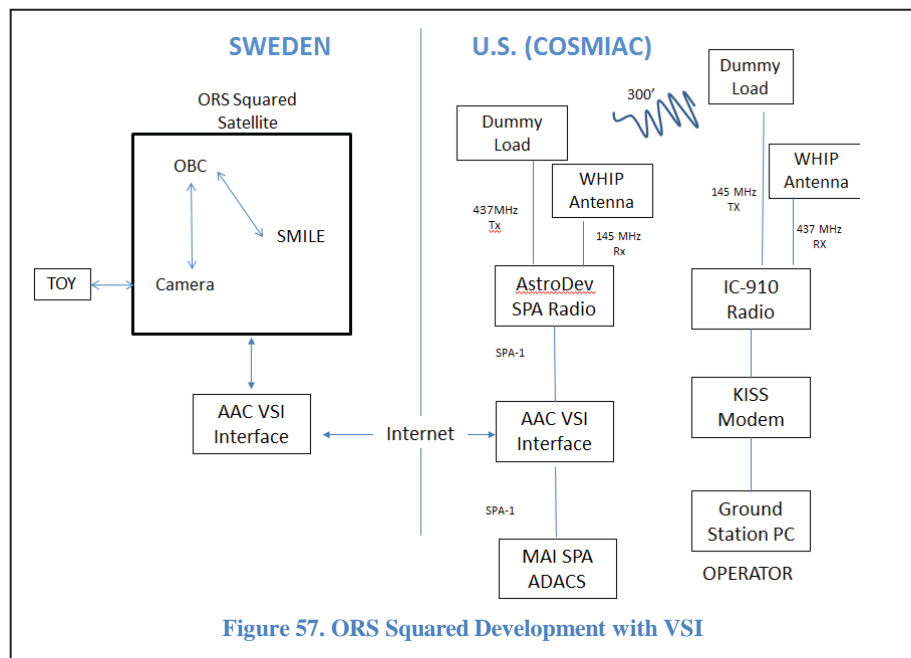 SWEDEN
U.S. (COSMIAC)
ORS Squared
Satellite
OBC
SMILE
Camera
TOY
AAC VSI
Interface
Internet
Dummy
Load
WHIP
Antenna
437MHz
Tx
145 MHz
Rx
AstroDev
SPA Radio
SPA-1
AAC VSI
Interface
SPA-1
MAI SPA
ADACS
300'
Dummy
Load
WHIP
Antenna
145 MHz
TX
437 MHz
RX
IC-910
Radio
KISS
Modem
Ground
Station PC
OPERATOR
Figure 57. ORS Squared Development with VSI